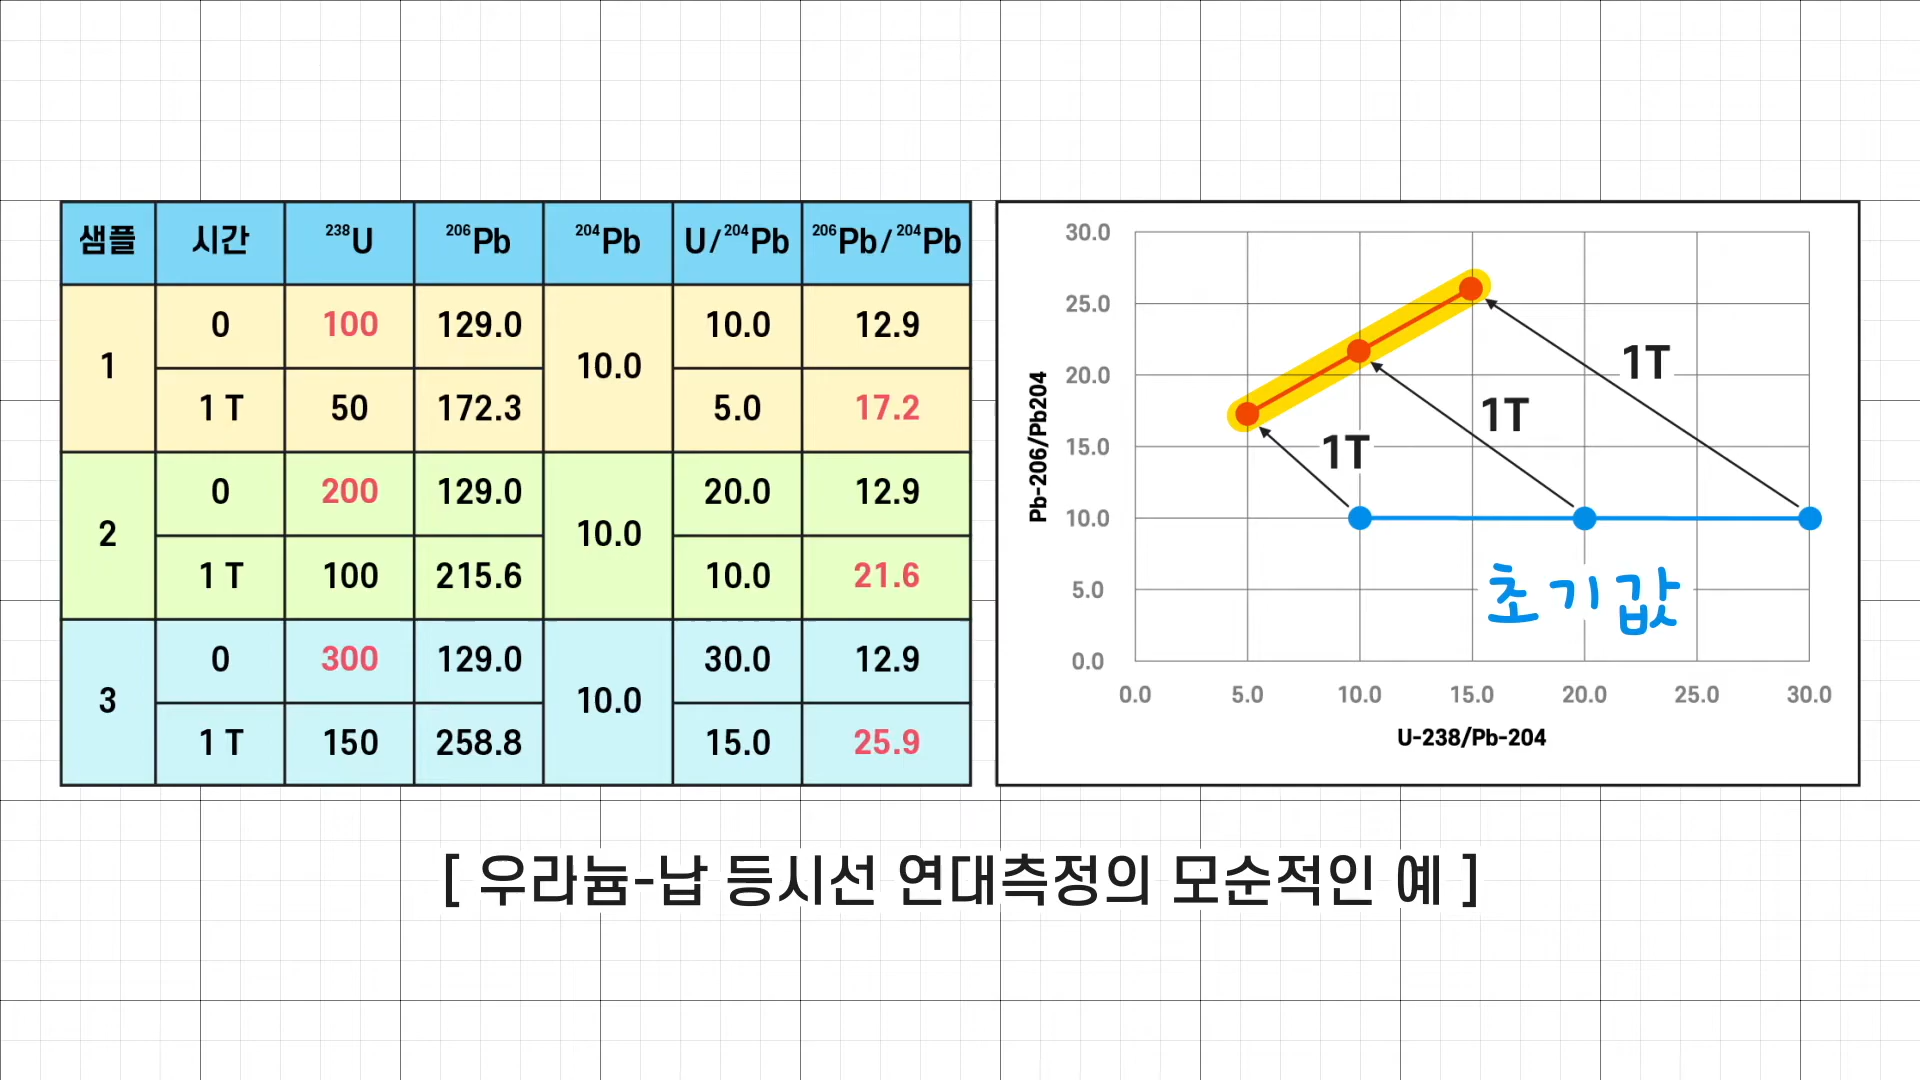 샘플 시간 ²³⁸U ²⁰⁶Pb ²⁰⁴Pb U/²⁰⁴Pb ²⁰⁶Pb/²⁰⁴Pb
1 0 100 129.0 10.0 10.0 12.9
1 T 50 172.3 5.0 17.2
2 0 200 129.0 10.0 20.0 12.9
1 T 100 215.6 10.0 21.6
3 0 300 129.0 10.0 30.0 12.9
1 T 150 258.8 15.0 25.9
Pb-206/Pb204
30.0
25.0
20.0
15.0
10.0
5.0
0.0
1T
1T
1T
초기값
0.0 5.0 10.0 15.0 20.0 25.0 30.0
U-238/Pb-204
[ 우라늄-납 등시선 연대측정의 모순적인 예 ]